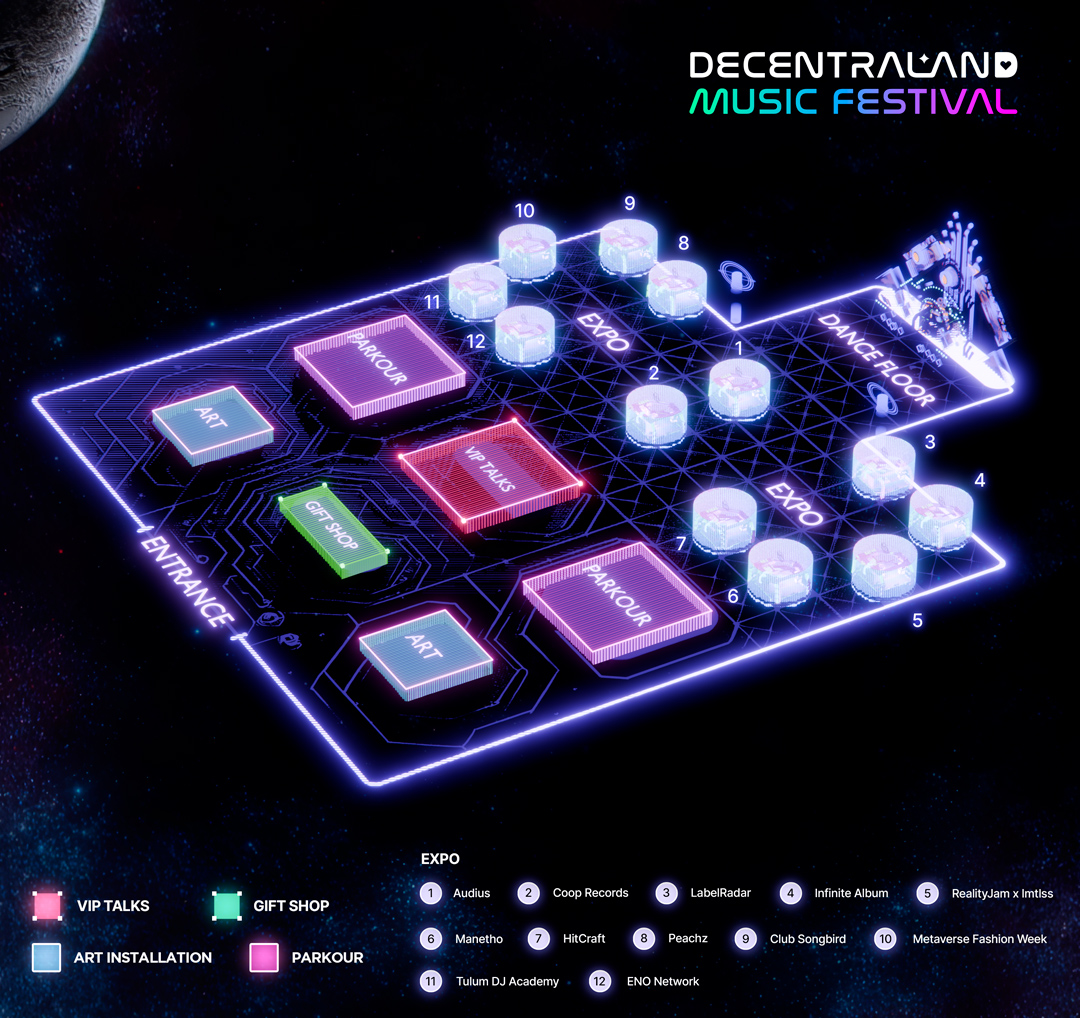 DECENTRALAND
MUSIC FESTIVAL
10
9
8
11
12
EXPO
PARKOUR
1
DANCE FLOOR
2
ART
VIP TALKS
3
4
EXPO
GIFT SHOP
7
ENTRANCE
PARKOUR
6
5
ART
EXPO
1 Audius 2 Coop Records 3 LabelRadar 4 Infinite Album 5 RealityJam x Imtlss
6 Manetho 7 HitCraft 8 Peachz 9 Club Songbird 10 Metaverse Fashion Week
11 Tulum DJ Academy 12 ENO Network
VIP TALKS GIFT SHOP
ART INSTALLATION PARKOUR